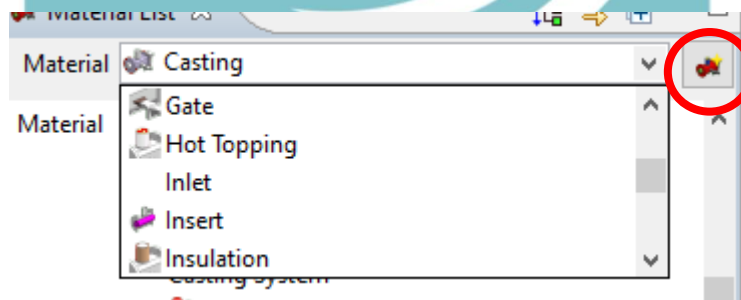 Material List
Material Casting
Gate
Material
Hot Topping
Inlet
Insert
Insulation
Casting System